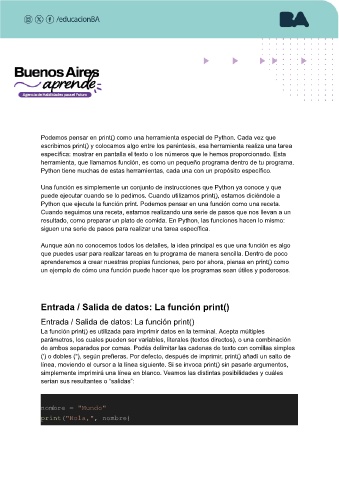 /educacionBA
BA
Buenos Aires
aprende
Agencia de Habilidades para el Futuro
Podemos pensar en print() como una herramienta especial de Python. Cada vez que
escribimos print() y colocamos algo entre los paréntesis, esa herramienta realiza una tarea
específica: mostrar en pantalla el texto o los números que le hemos proporcionado. Esta
herramienta, que llamamos función, es como un pequeño programa dentro de tu programa.
Python tiene muchas de estas herramientas, cada una con un propósito específico.
Una función es simplemente un conjunto de instrucciones que Python ya conoce y que
puede ejecutar cuando se lo pedimos. Cuando utilizamos print(), estamos diciéndole a
Python que ejecute la función print. Podemos pensar en una función como una receta.
Cuando seguimos una receta, estamos realizando una serie de pasos que nos llevan a un
resultado, como preparar un plato de comida. En Python, las funciones hacen lo mismo:
siguen una serie de pasos para realizar una tarea específica.
Aunque aún no conocemos todos los detalles, la idea principal es que una función es algo
que puedes usar para realizar tareas en tu programa de manera sencilla. Dentro de poco
aprenderemos a crear nuestras propias funciones, pero por ahora, piensa en print() como
un ejemplo de cómo una función puede hacer que los programas sean útiles y poderosos.
Entrada / Salida de datos: La función print()
Entrada / Salida de datos: La función print()
La función print() es utilizada para imprimir datos en la terminal. Acepta múltiples
parámetros, los cuales pueden ser variables, literales (textos directos), o una combinación
de ambos separados por comas. Podés delimitar las cadenas de texto con comillas simples
(') o dobles ("), según prefieras. Por defecto, después de imprimir, print() añadí un salto de
línea, moviendo el cursor a la línea siguiente. Si se invoca print() sin pasarle argumentos,
simplemente imprimirá una línea en blanco. Veamos las distintas posibilidades y cuáles
serían sus resultantes o "salidas":
nombre = "Mundo"
print("Hola,", nombre)